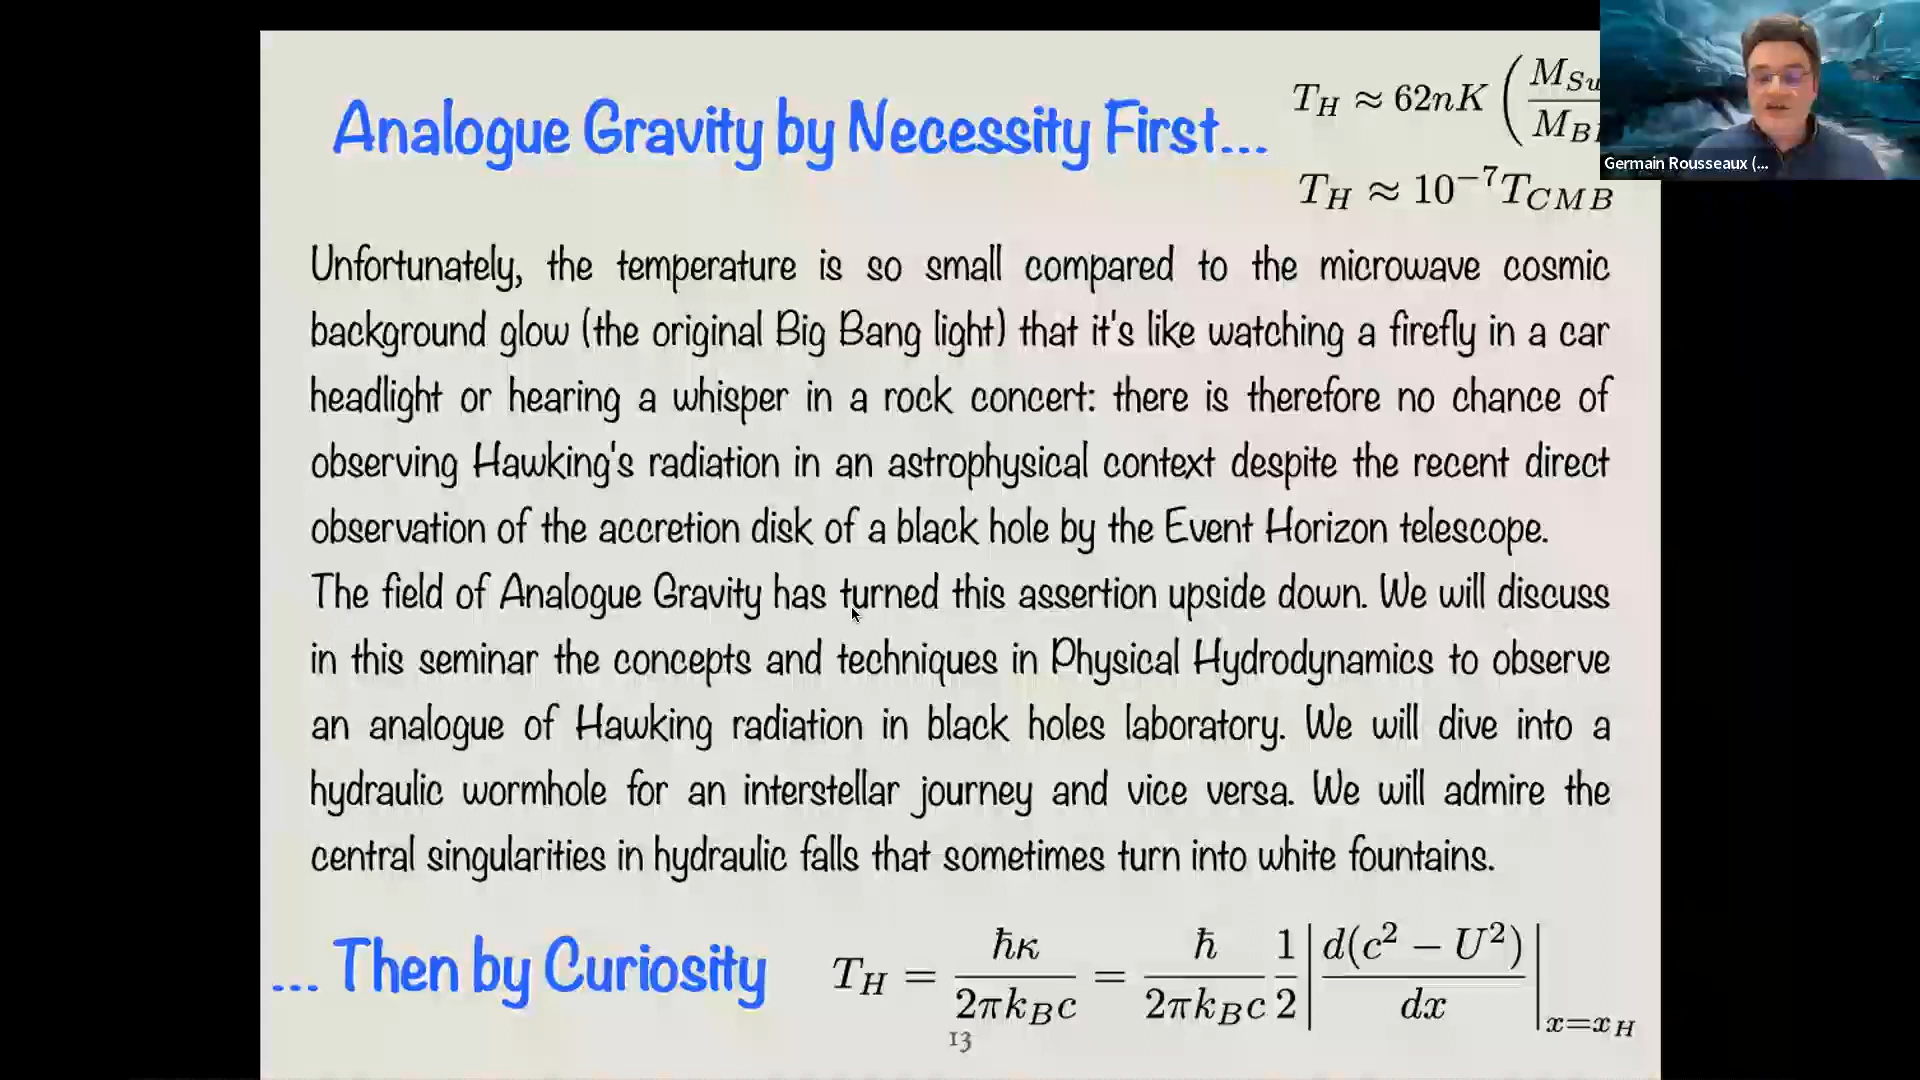 Analogue Gravity by Necessity First...
T_H ≈ 62nK (M_Su / M_B
T_H ≈ 10^−7 T_CMB
Germain Rousseaux (...
Unfortunately, the temperature is so small compared to the microwave cosmic
background glow (the original Big Bang light) that it's like watching a firefly in a car
headlight or hearing a whisper in a rock concert: there is therefore no chance of
observing Hawking's radiation in an astrophysical context despite the recent direct
observation of the accretion disk of a black hole by the Event Horizon telescope.
The field of Analogue Gravity has turned this assertion upside down. We will discuss
in this seminar the concepts and techniques in Physical Hydrodynamics to observe
an analogue of Hawking radiation in black holes laboratory. We will dive into a
hydraulic wormhole for an interstellar journey and vice versa. We will admire the
central singularities in hydraulic falls that sometimes turn into white fountains.
... Then by Curiosity
T_H = ħκ / 2πk_Bc = ħ / 2πk_Bc 1/2 |d(c² − U²) / dx|_x=x_H
13